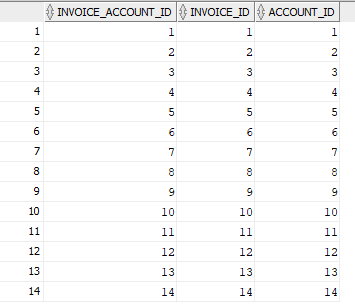 INVOICE_ACCOUNT_ID INVOICE_ID ACCOUNT_ID
1 1 1 1
2 2 2 2
3 3 3 3
4 4 4 4
5 5 5 5
6 6 6 6
7 7 7 7
8 8 8 8
9 9 9 9
10 10 10 10
11 11 11 11
12 12 12 12
13 13 13 13
14 14 14 14